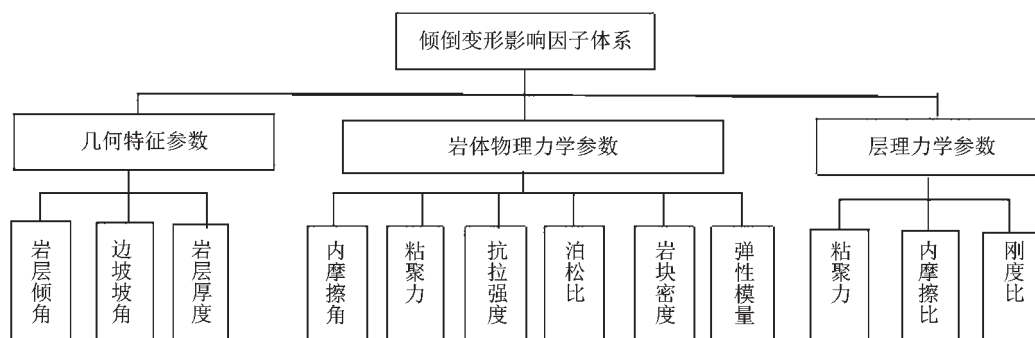 倾倒变形影响因子体系
几何特征参数
岩体物理力学参数
层理力学参数
岩层倾角
边坡坡角
岩层厚度
内摩擦角
粘聚力
抗拉强度
泊松比
岩块密度
弹性模量
粘聚力
内摩擦比
刚度比